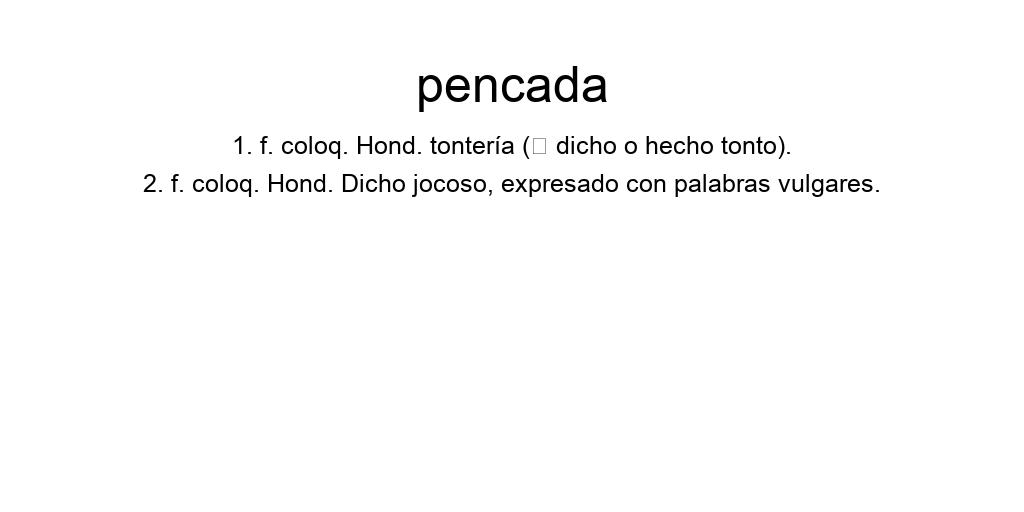 pencada
1. f. coloq. Hond. tontería (□ dicho o hecho tonto).
2. f. coloq. Hond. Dicho jocoso, expresado con palabras vulgares.